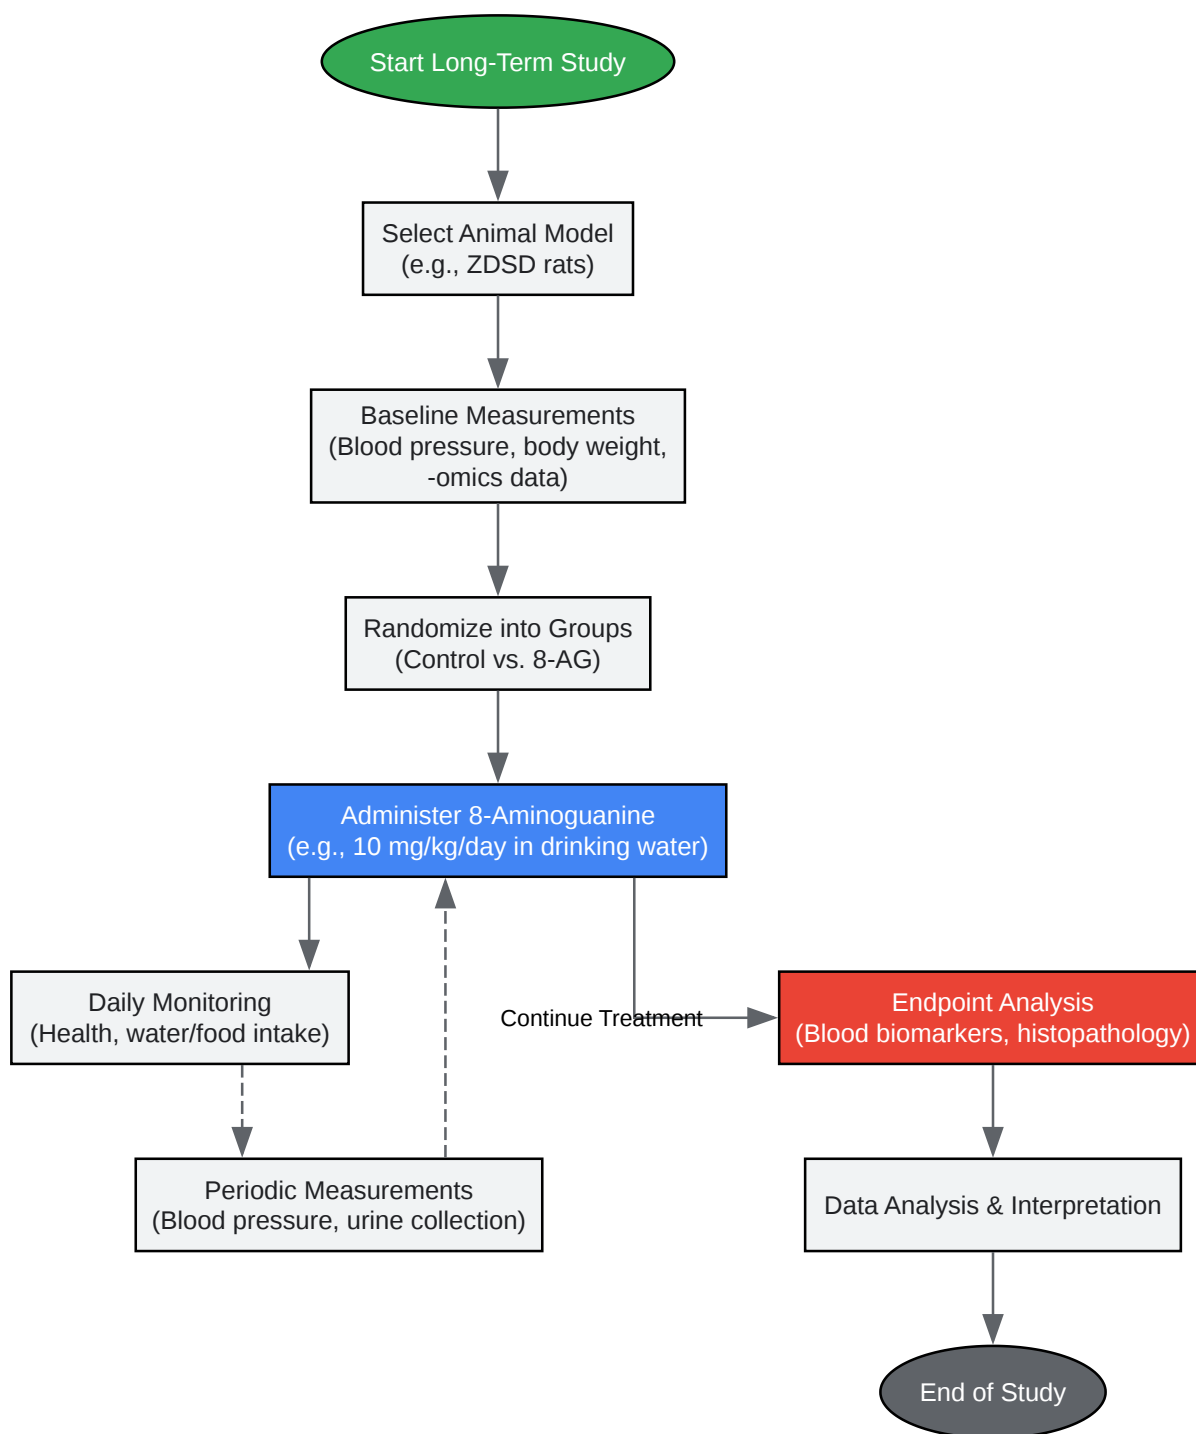 Start Long-Term Study
Select Animal Model
(e.g., ZDSD rats)
Baseline Measurements
(Blood pressure, body weight,
-omics data)
Randomize into Groups
(Control vs. 8-AG)
Administer 8-Aminoguanine
(e.g., 10 mg/kg/day in drinking water)
Daily Monitoring
(Health, water/food intake)
Continue Treatment
Endpoint Analysis
(Blood biomarkers, histopathology)
Periodic Measurements
(Blood pressure, urine collection)
Data Analysis & Interpretation
End of Study